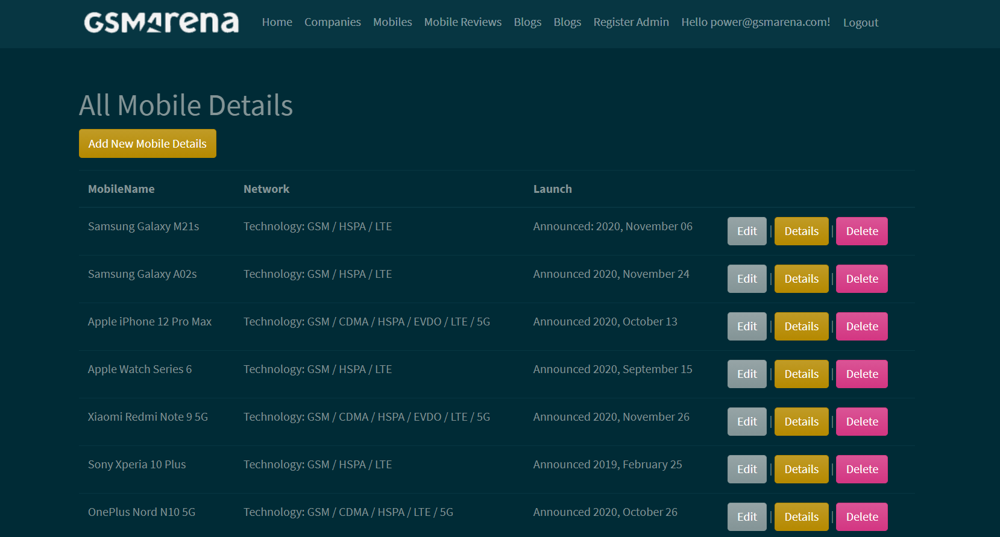 GSMArena Home Companies Mobiles Mobile Reviews Blogs Blogs Register Admin Hello power@gsmarena.com! Logout
All Mobile Details
Add New Mobile Details
MobileName Network Launch
Samsung Galaxy M21s Technology: GSM / HSPA / LTE Announced: 2020, November 06 Edit | Details | Delete
Samsung Galaxy A02s Technology: GSM / HSPA / LTE Announced 2020, November 24 Edit | Details | Delete
Apple iPhone 12 Pro Max Technology: GSM / CDMA / HSPA / EVDO / LTE / 5G Announced 2020, October 13 Edit | Details | Delete
Apple Watch Series 6 Technology: GSM / HSPA / LTE Announced 2020, September 15 Edit | Details | Delete
Xiaomi Redmi Note 9 5G Technology: GSM / CDMA / HSPA / EVDO / LTE / 5G Announced 2020, November 26 Edit | Details | Delete
Sony Xperia 10 Plus Technology: GSM / HSPA / LTE Announced 2019, February 25 Edit | Details | Delete
OnePlus Nord N10 5G Technology: GSM / CDMA / HSPA / LTE / 5G Announced 2020, October 26 Edit | Details | Delete